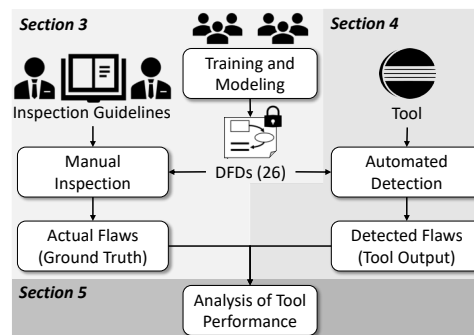 Section 3
Section 4
Training and
Modeling
Inspection Guidelines
Tool
Manual
Inspection
DFDs (26)
Automated
Detection
Actual Flaws
(Ground Truth)
Detected Flaws
(Tool Output)
Section 5
Analysis of Tool
Performance